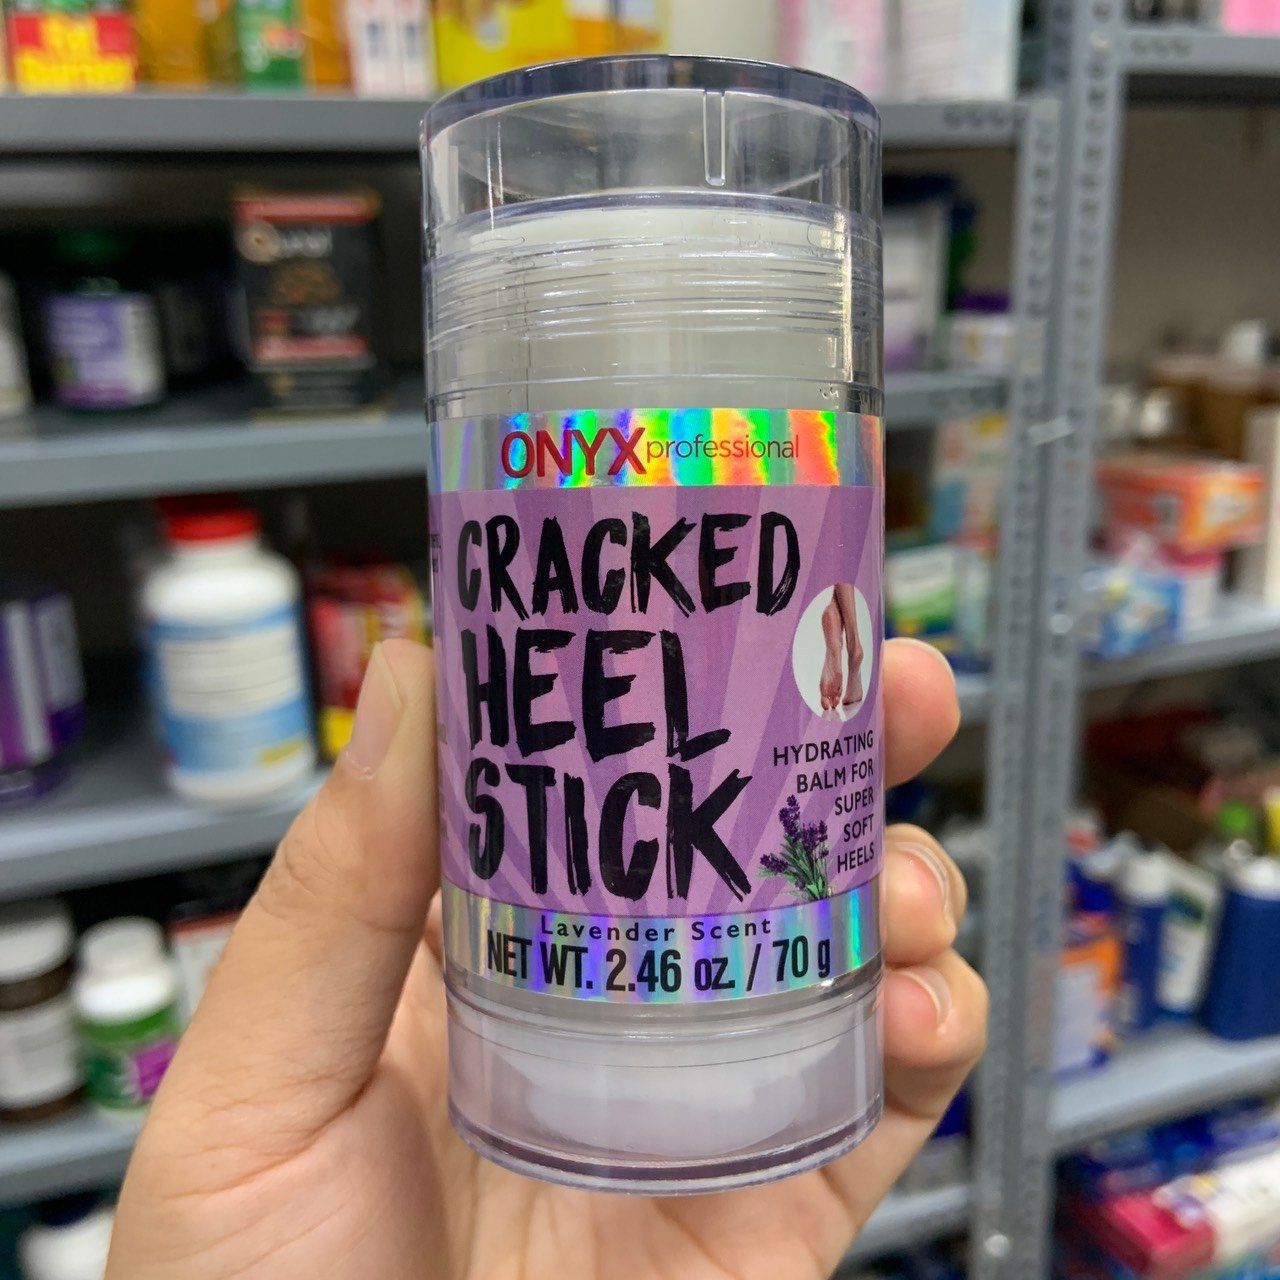 ONYX professional
CRACKED
HEEL
STICK
HYDRATING
BALM FOR
SUPER
SOFT
HEELS
Lavender Scent
NET WT. 2.46 oz. / 70 g